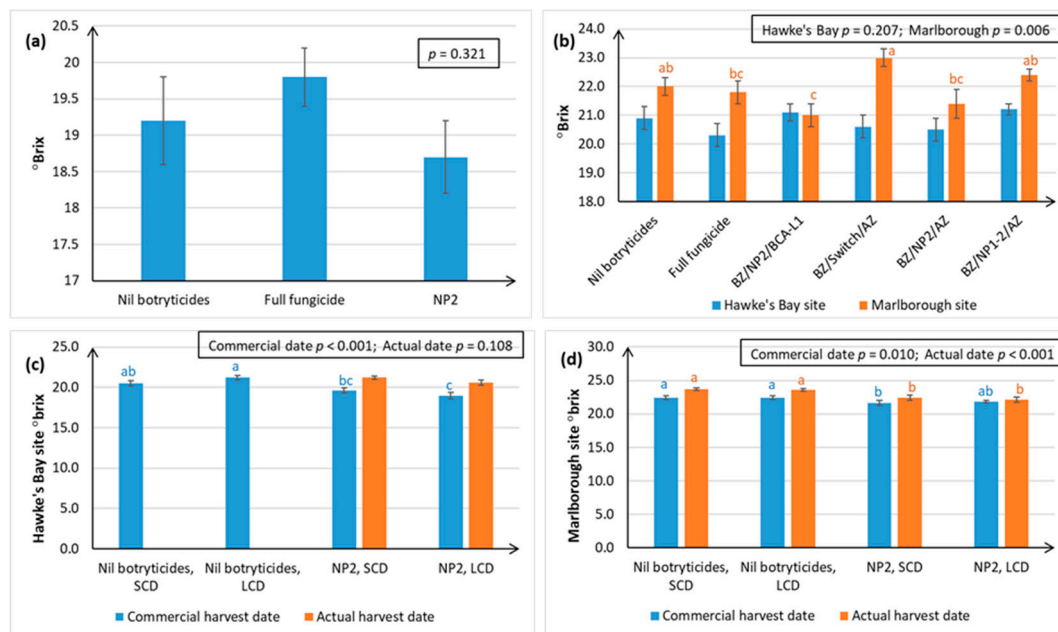 (a)
p = 0.321
20.5
20
19.5
19
18.5
18
17.5
17
°Brix
Nil botryticides
Full fungicide
NP2
(b)
Hawke's Bay p = 0.207; Marlborough p = 0.006
24.0
23.0
22.0
21.0
20.0
19.0
18.0
°Brix
ab
bc
c
a
bc
ab
Nil botryticides
Full fungicide
BZ/NP2/BCA-L1
BZ/Switch/AZ
BZ/NP2/AZ
BZ/NP1-2/AZ
Hawke's Bay site
Marlborough site
(c)
Commercial date p < 0.001; Actual date p = 0.108
25.0
20.0
15.0
10.0
5.0
0.0
Hawke's Bay site °brix
ab
a
bc
c
Nil botryticides,
SCD
Nil botryticides,
LCD
NP2, SCD
NP2, LCD
Commercial harvest date
Actual harvest date
(d)
Commercial date p = 0.010; Actual date p < 0.001
30.0
25.0
20.0
15.0
10.0
5.0
0.0
Marlborough site °brix
a
a
a
a
b
b
ab
b
Nil botryticides,
SCD
Nil botryticides,
LCD
NP2, SCD
NP2, LCD
Commercial harvest date
Actual harvest date